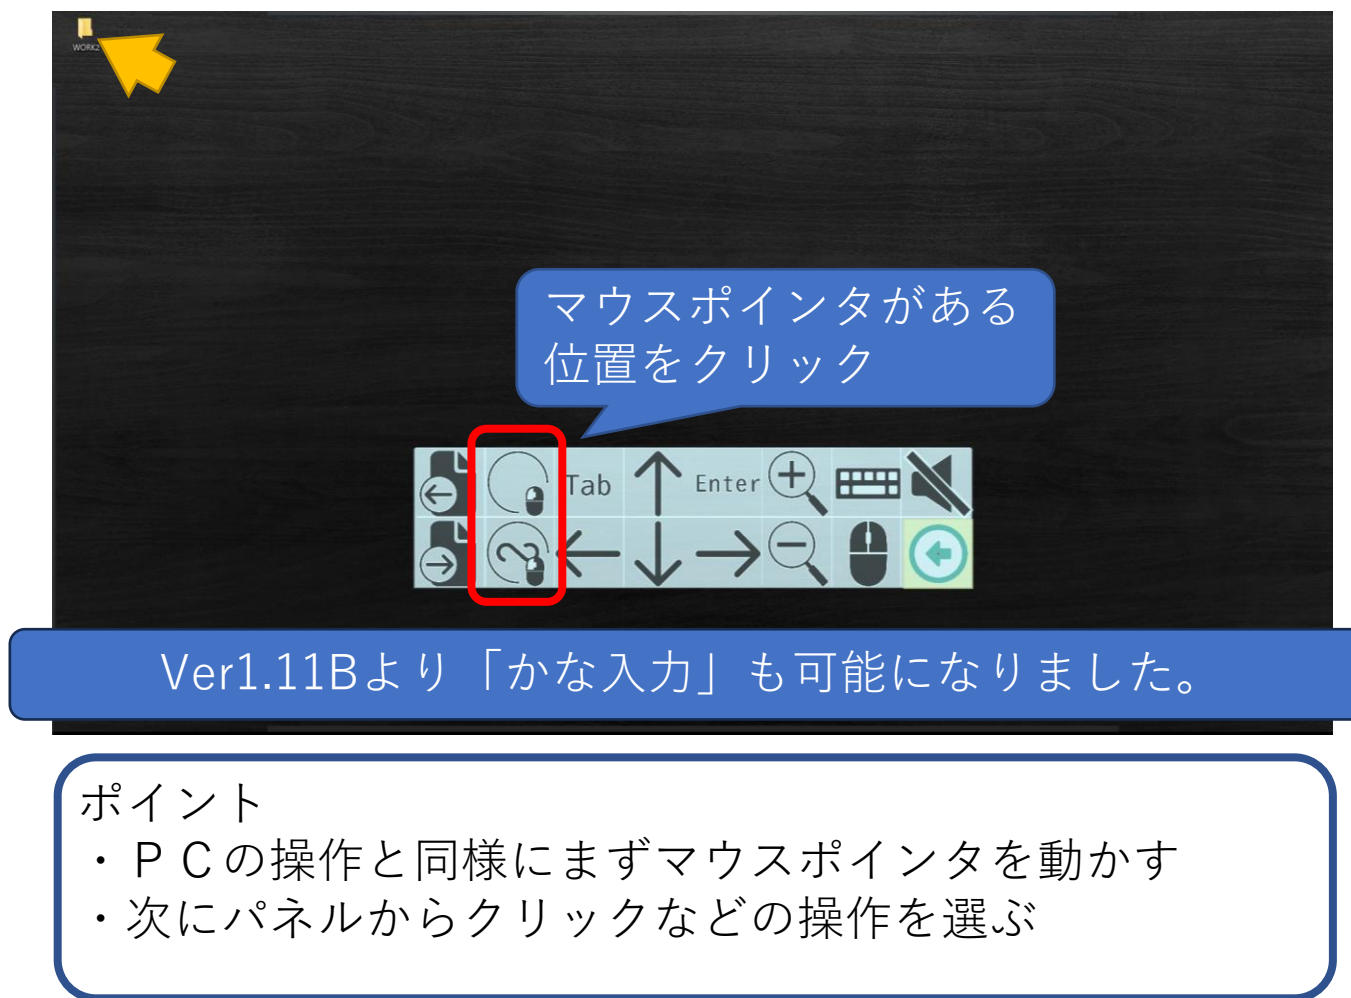 WORK2
マウスポインタがある
位置をクリック
Tab
Enter
Ver1.11Bより「かな入力」も可能になりました。
ポイント
・ＰＣの操作と同様にまずマウスポインタを動かす
・次にパネルからクリックなどの操作を選ぶ